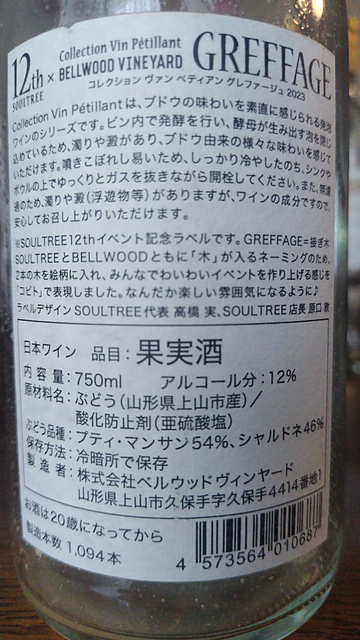 12th
SOULTREE
×
Collection Vin Pétillant
BELLWOOD VINEYARD
GREFFAGE
コレクション ヴァン ペティアン グレファージュ 2023
Collection Vin Pétillantは、ブドウの味わいを素直に感じられる発泡
ワインのシリーズです。ビン内で発酵を行い、酵母が生み出す泡を閉じ
込めているため、濁りや澱があり、ブドウ由来の様々な味わいを感じて
いただけます。噴きこぼれし易いため、しっかり冷やしたのち、シンクや
ボウルの上でゆっくりとガスを抜きながら開栓してください。また、無濾
過のため、濁りや澱（浮遊物等）がありますが、ワインの成分ですので、
安心してお召し上がりいただけます。
※SOULTREE12thイベント記念ラベルです。GREFFAGE=接ぎ木
SOULTREEとBELLWOODともに「木」が入るネーミングのため、
2本の木を絵柄に入れ、みんなでわいわいイベントを作り上げる感じを
「コビト」で表現しました。なんだか楽しい雰囲気になるように♪
ラベルデザイン SOULTREE代表 高橋 実、SOULTREE 店長 原口 敦
日本ワイン 品目：果実酒
内容量：750ml アルコール分：12%
原材料名：ぶどう（山形県上山市産）／
酸化防止剤（亜硫酸塩）
ぶどう品種：プティ・マンサン54%、シャルドネ46%
保存方法：冷暗所で保存
製造者：株式会社ベルウッドヴィンヤード
山形県上山市久保手字久保手4414番地1
お酒は20歳になってから
製造本数 1,094本
4 573564 010687